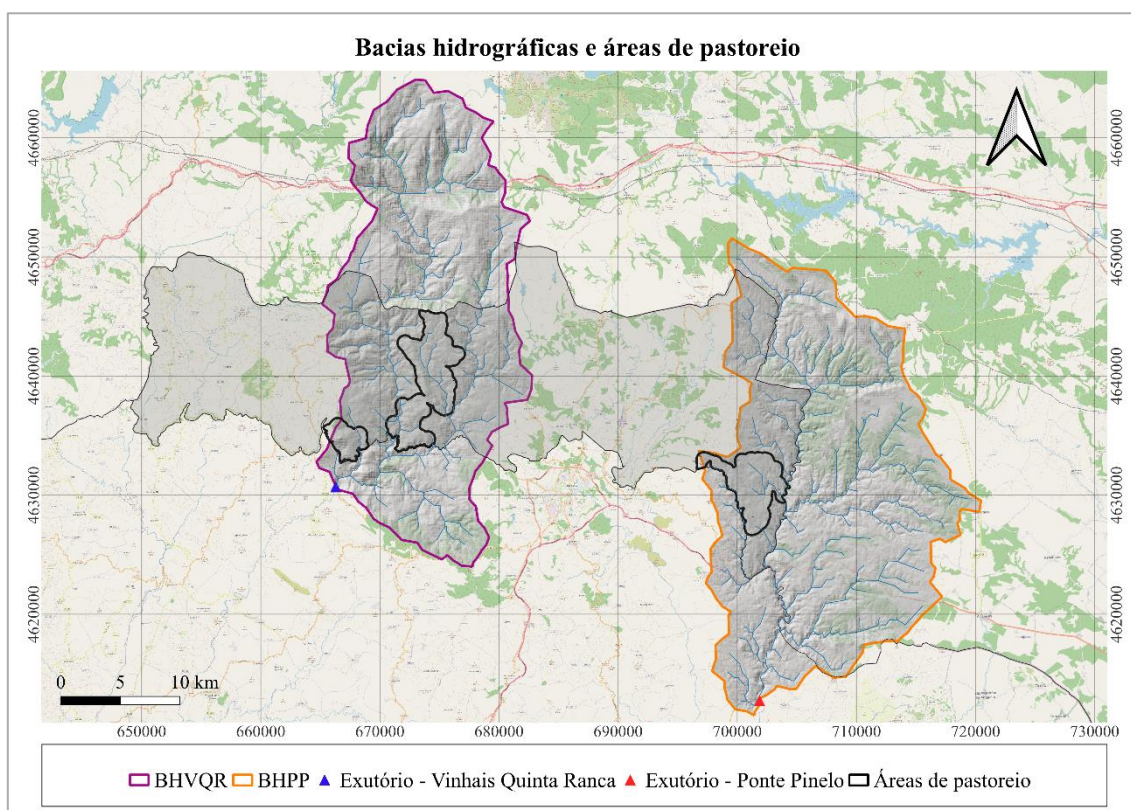 Bacias hidrográficas e áreas de pastoreio
4660000
4660000
4650000
4650000
4640000
4640000
4630000
4630000
4620000
4620000
0 5 10 km
650000 660000 670000 680000 690000 700000 710000 720000 730000
BHVQR BHPP Exutório - Vinhais Quinta Ranca Exutório - Ponte Pinelo Áreas de pastoreio